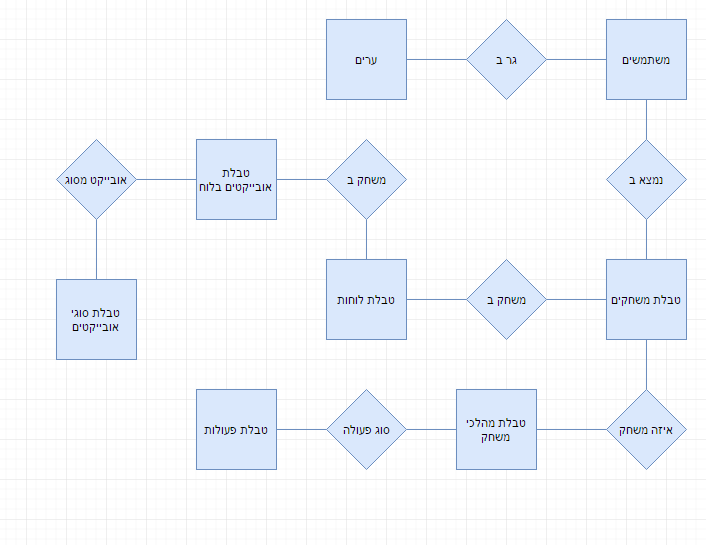 משתמשים
גר ב
ערים
נמצא ב
משחק ב
טבלת
אובייקטים בלוח
אובייקט מסוג
טבלת משחקים
משחק ב
טבלת לוחות
טבלת סוגי
אובייקטים
איזה משחק
טבלת מהלכי
משחק
סוג פעולה
טבלת פעולות